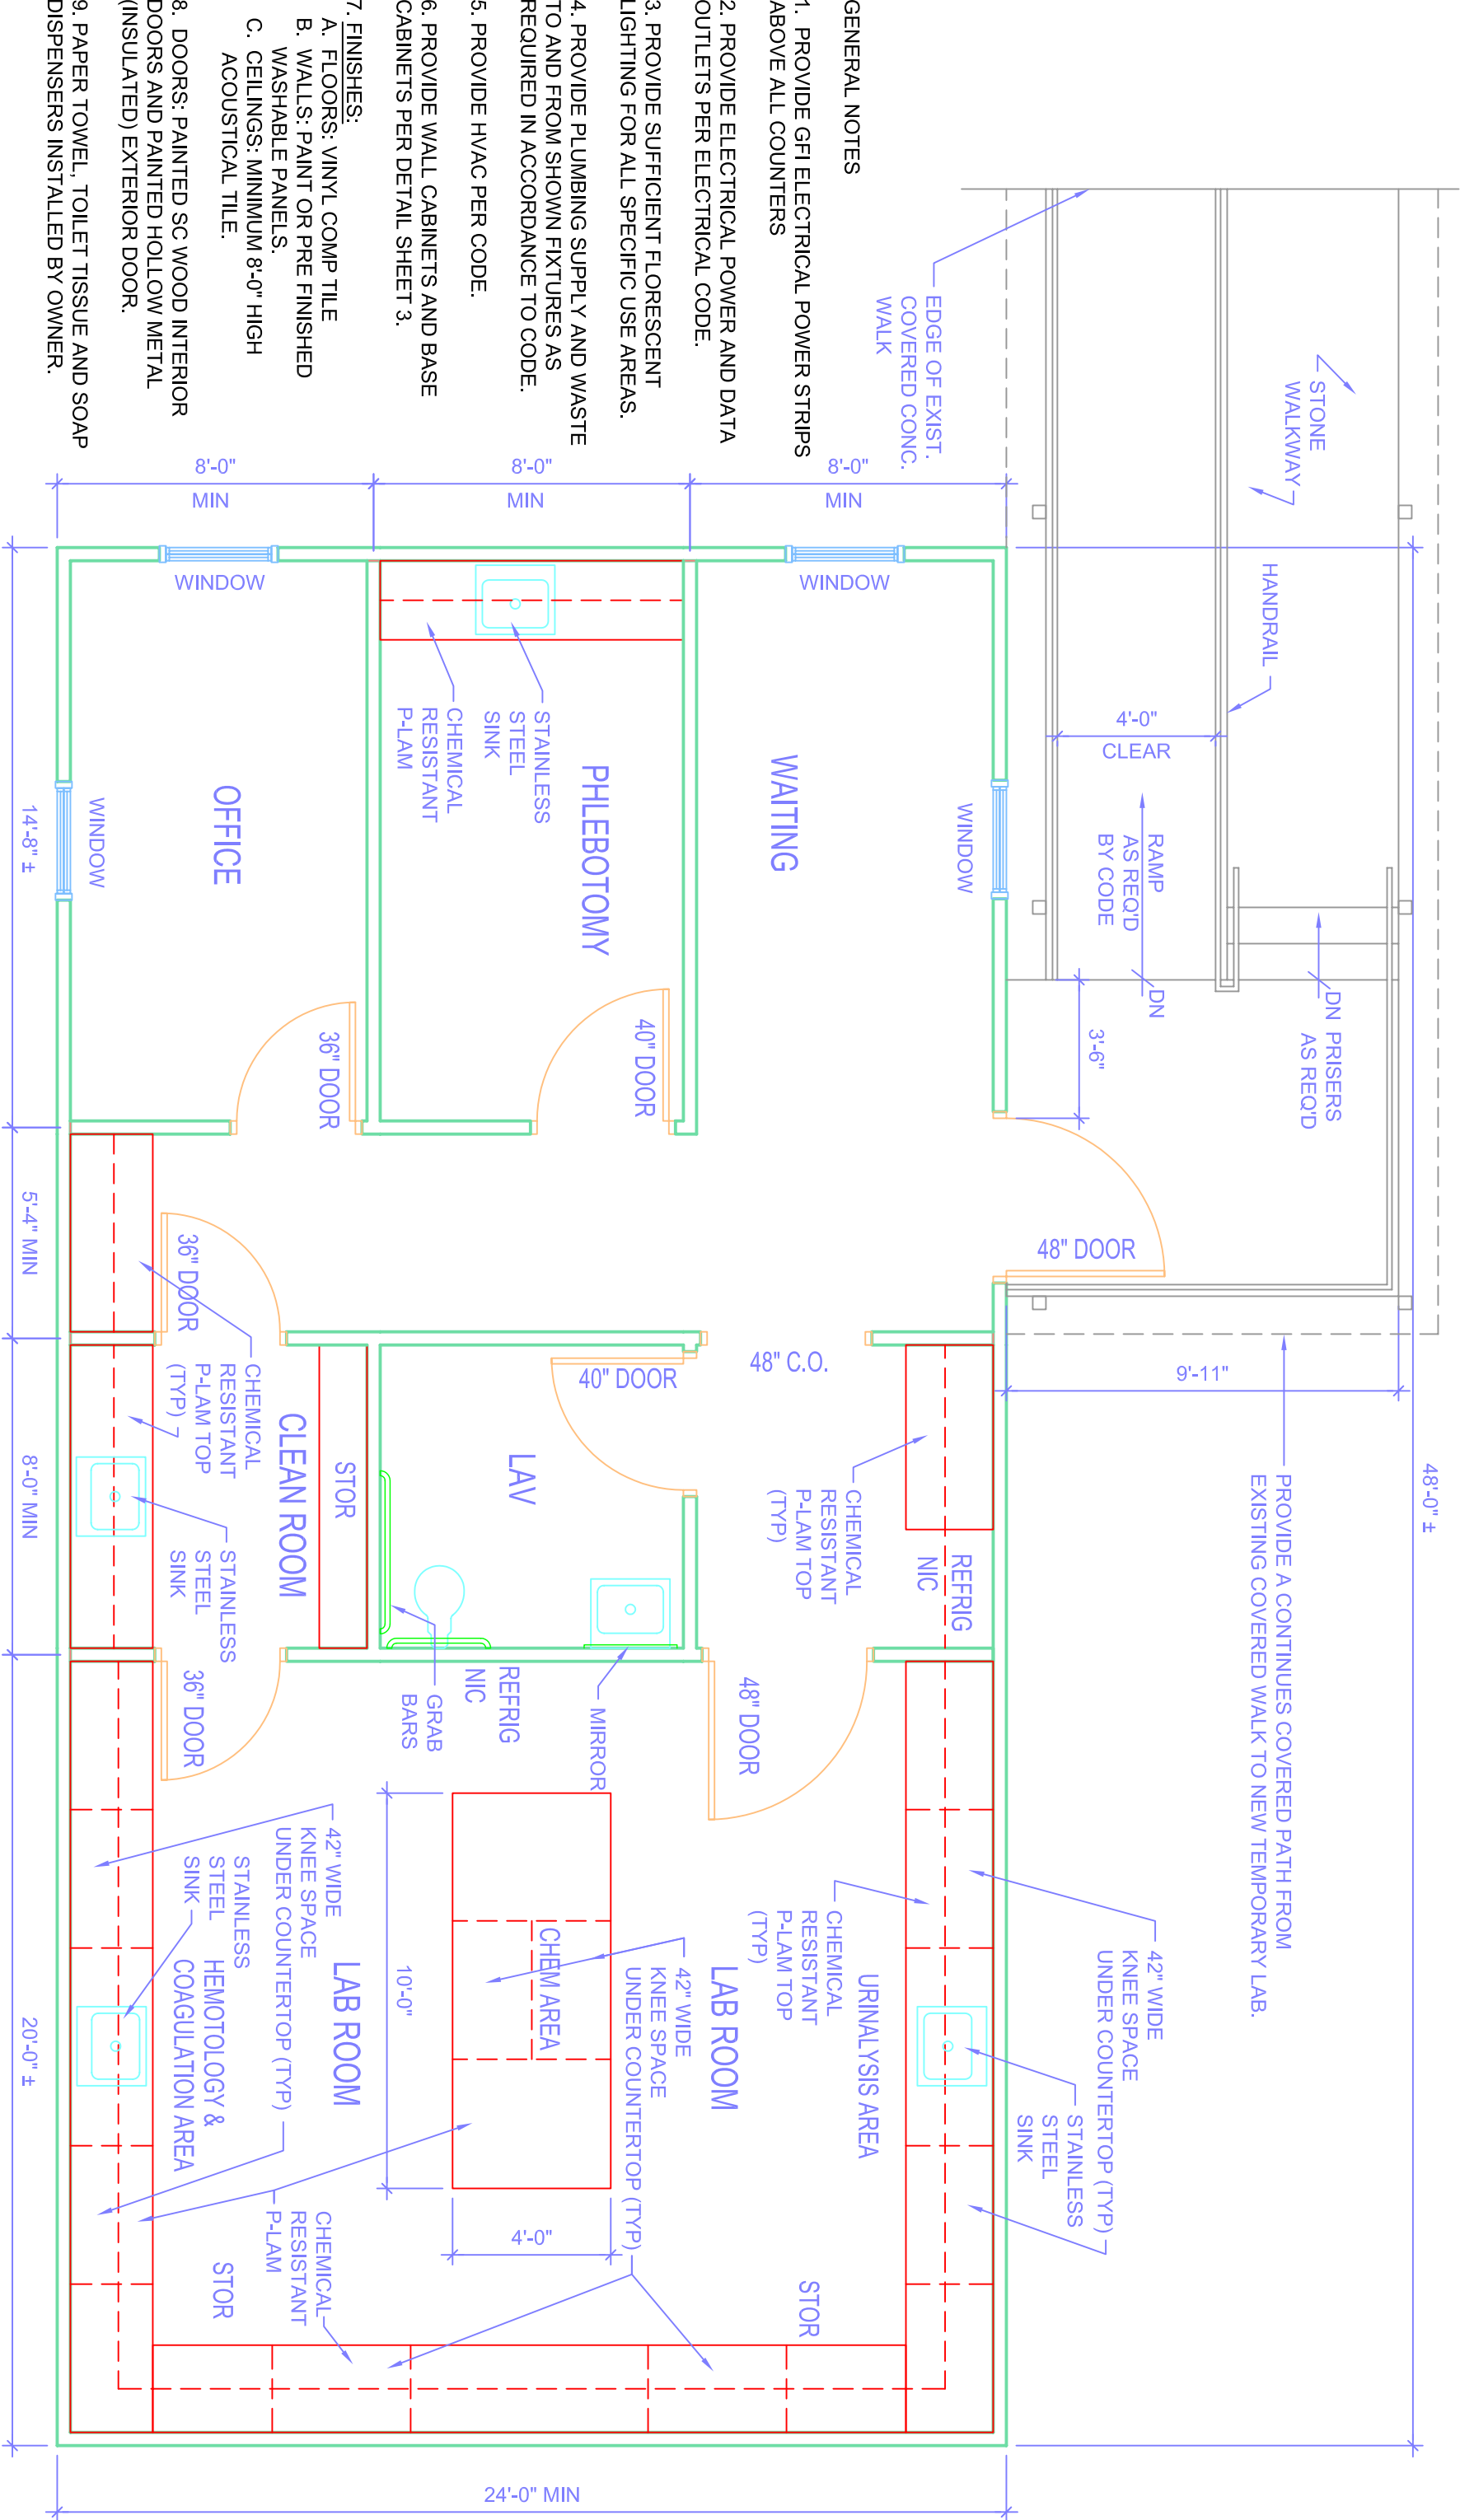 GENERAL NOTES
1. PROVIDE GFI ELECTRICAL POWER STRIPS
ABOVE ALL COUNTERS
2. PROVIDE ELECTRICAL POWER AND DATA
OUTLETS PER ELECTRICAL CODE.
3. PROVIDE SUFFICIENT FLORESCENT
LIGHTING FOR ALL SPECIFIC USE AREAS.
4. PROVIDE PLUMBING SUPPLY AND WASTE
TO AND FROM SHOWN FIXTURES AS
REQUIRED IN ACCORDANCE TO CODE.
5. PROVIDE HVAC PER CODE.
6. PROVIDE WALL CABINETS AND BASE
CABINETS PER DETAIL SHEET 3.
7. FINISHES:
A. FLOORS: VINYL COMP TILE
B. WALLS: PAINT OR PRE FINISHED
WASHABLE PANELS.
C. CEILINGS: MINIMUM 8'-0" HIGH
ACOUSTICAL TILE.
8. DOORS: PAINTED SC WOOD INTERIOR
DOORS AND PAINTED HOLLOW METAL
(INSULATED) EXTERIOR DOOR.
9. PAPER TOWEL, TOILET TISSUE AND SOAP
DISPENSERS INSTALLED BY OWNER.
STONE
WALKWAY
EDGE OF EXIST.
COVERED CONC.
WALK
HANDRAIL
4'-0"
CLEAR
RAMP
AS REQ'D
BY CODE
DN
DN PRISERS
AS REQ'D
3'-6"
48" DOOR
9'-11"
PROVIDE A CONTINUES COVERED PATH FROM
EXISTING COVERED WALK TO NEW TEMPORARY LAB.
48'-0" ±
8'-0"
MIN
8'-0"
MIN
8'-0"
MIN
WINDOW
WINDOW
WINDOW
WINDOW
WAITING
PHLEBOTOMY
STAINLESS
STEEL
SINK
CHEMICAL
RESISTANT
P-LAM
OFFICE
40" DOOR
36" DOOR
36" DOOR
CHEMICAL
RESISTANT
P-LAM TOP
(TYP)
STAINLESS
STEEL
SINK
CLEAN ROOM
STOR
LAV
40" DOOR
48" C.O.
CHEMICAL
RESISTANT
P-LAM TOP
(TYP)
REFRIG
NIC
48" DOOR
MIRROR
REFRIG
NIC
GRAB
BARS
36" DOOR
42" WIDE
KNEE SPACE
UNDER COUNTERTOP (TYP)
STAINLESS
STEEL
SINK
CHEMICAL
RESISTANT
P-LAM TOP
(TYP)
URINALYSIS AREA
LAB ROOM
42" WIDE
KNEE SPACE
UNDER COUNTERTOP (TYP)
CHEM AREA
10'-0"
4'-0"
LAB ROOM
42" WIDE
KNEE SPACE
UNDER COUNTERTOP (TYP)
STAINLESS
STEEL
SINK
HEMOTOLOGY &
COAGULATION AREA
STOR
STOR
CHEMICAL
RESISTANT
P-LAM
14'-8" ±
5'-4" MIN
8'-0" MIN
20'-0" ±
24'-0" MIN